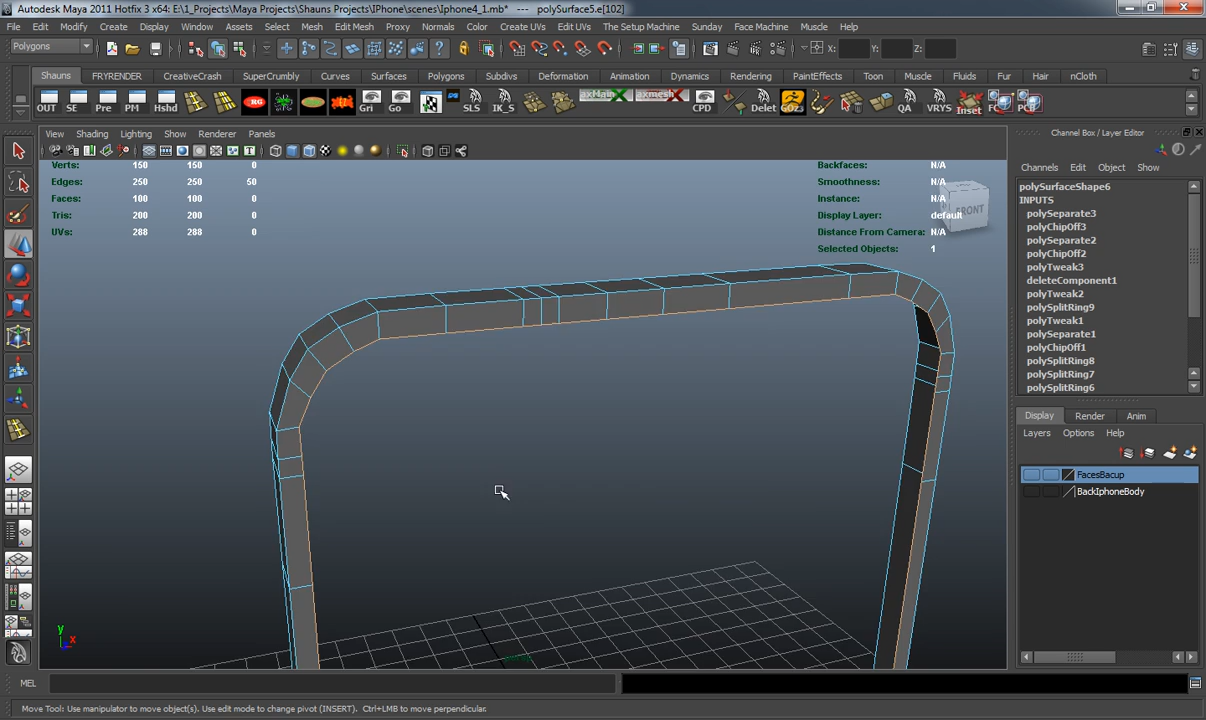 Autodesk Maya 2011 Hotfix 3 x64: E:\1_Projects\Maya Projects\Shauns Projects\IPhone\scenes\Iphone4_1.mb* --- polySurface5.e[102]
File Edit Modify Create Display Window Assets Select Mesh Edit Mesh Proxy Normals Color Create UVs Edit UVs The Setup Machine Sunday Face Machine Muscle Help
Polygons X: Y: Z:
Shauns FRYRENDER CreativeCrash SuperCrumbly Curves Surfaces Polygons Subdivs Deformation Animation Dynamics Rendering PaintEffects Toon Muscle Fluids Fur Hair nCloth
OUT SE Pre PM Hshd Gri Go SLS IK_S axMain axmesh CPD Delet GOz3 QA VRYS Inset
View Shading Lighting Show Renderer Panels
Channel Box / Layer Editor
Channels Edit Object Show
Verts: 150 150 0 Backfaces: N/A
Edges: 250 250 50 Smoothness: N/A
Faces: 100 100 0 Instance: N/A
Tris: 200 200 0 Display Layer: default
UVs: 288 288 0 Distance From Camera: N/A
Selected Objects: 1
FRONT
polySurfaceShape6
INPUTS
polySeparate3
polyChipOff3
polySeparate2
polyChipOff2
polyTweak3
deleteComponent1
polyTweak2
polySplitRing9
polyTweak1
polySeparate1
polyChipOff1
polySplitRing8
polySplitRing7
polySplitRing6
Display Render Anim
Layers Options Help
FacesBacup
BackIphoneBody
y
x
MEL
Move Tool: Use manipulator to move object(s). Use edit mode to change pivot (INSERT). Ctrl+LMB to move perpendicular.